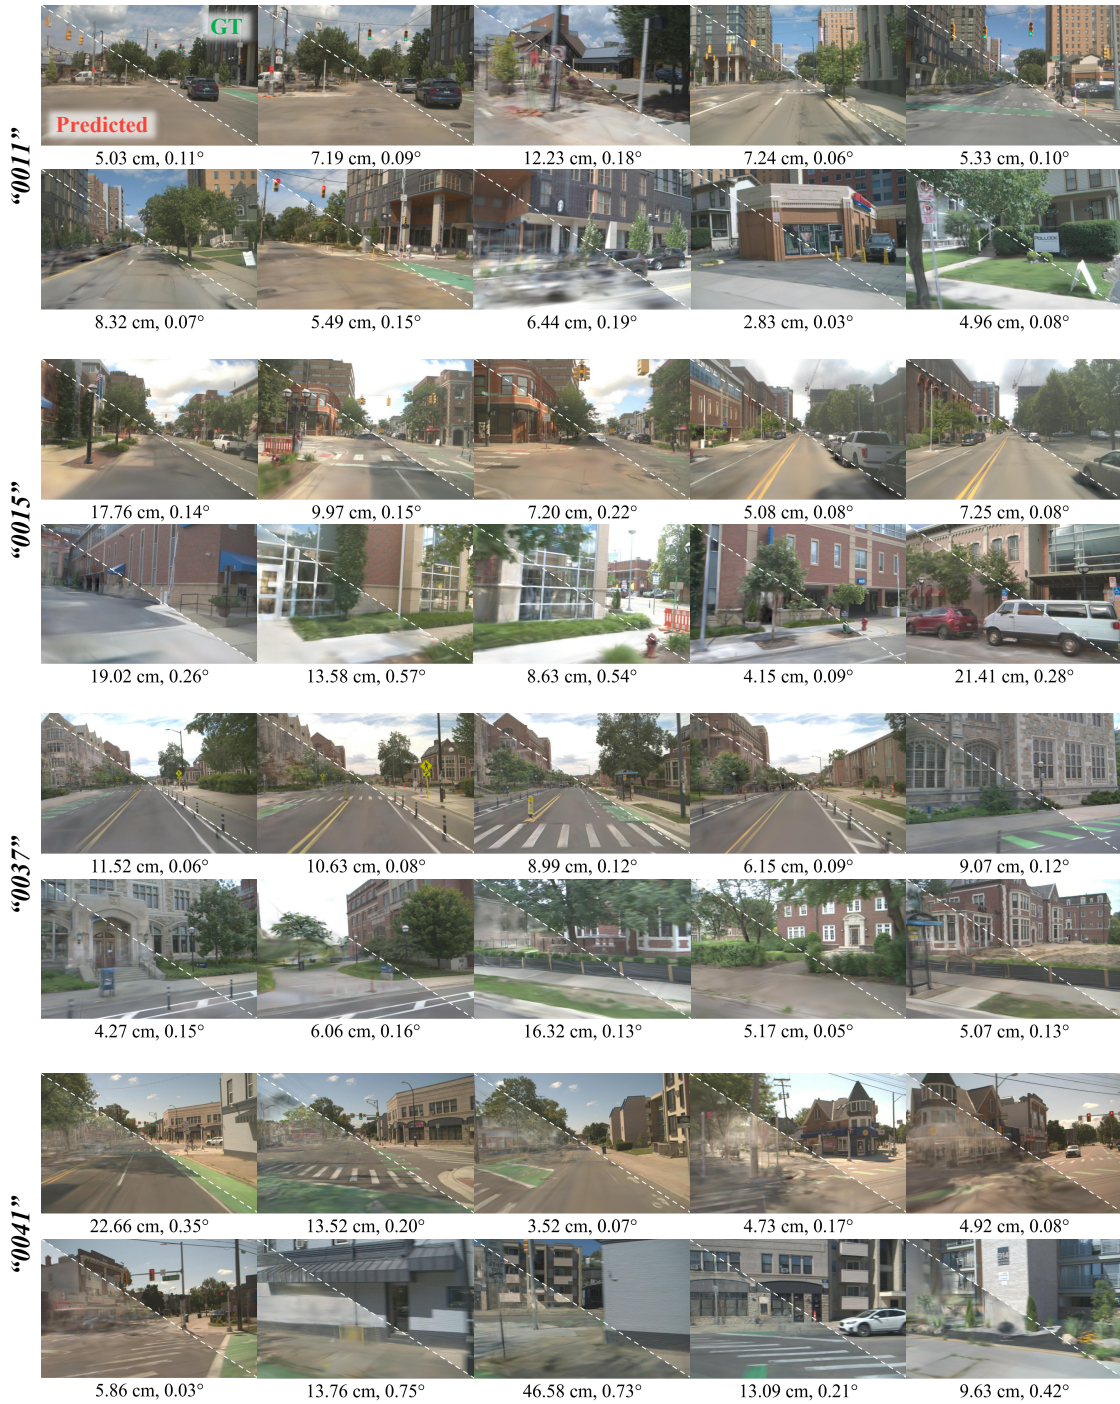 GT
Predicted
"0011"
5.03 cm, 0.11° 7.19 cm, 0.09° 12.23 cm, 0.18° 7.24 cm, 0.06° 5.33 cm, 0.10°
8.32 cm, 0.07° 5.49 cm, 0.15° 6.44 cm, 0.19° 2.83 cm, 0.03° 4.96 cm, 0.08°
"0015"
17.76 cm, 0.14° 9.97 cm, 0.15° 7.20 cm, 0.22° 5.08 cm, 0.08° 7.25 cm, 0.08°
19.02 cm, 0.26° 13.58 cm, 0.57° 8.63 cm, 0.54° 4.15 cm, 0.09° 21.41 cm, 0.28°
"0037"
11.52 cm, 0.06° 10.63 cm, 0.08° 8.99 cm, 0.12° 6.15 cm, 0.09° 9.07 cm, 0.12°
4.27 cm, 0.15° 6.06 cm, 0.16° 16.32 cm, 0.13° 5.17 cm, 0.05° 5.07 cm, 0.13°
"0041"
22.66 cm, 0.35° 13.52 cm, 0.20° 3.52 cm, 0.07° 4.73 cm, 0.17° 4.92 cm, 0.08°
5.86 cm, 0.03° 13.76 cm, 0.75° 46.58 cm, 0.73° 13.09 cm, 0.21° 9.63 cm, 0.42°